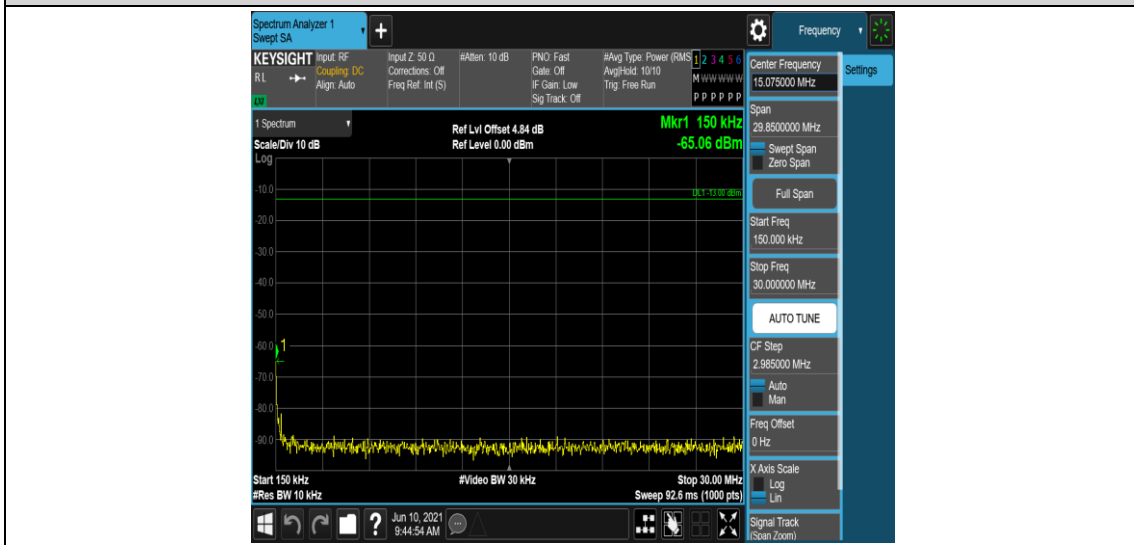 Spectrum Analyzer 1
Swept SA
+
Frequency
KEYSIGHT
RL
Input: RF
Coupling: DC
Align: Auto
Input Z: 50 Ω
Corrections: Off
Freq Ref: Int (S)
#Atten: 10 dB
PNO: Fast
Gate: Off
IF Gain: Low
Sig Track: Off
#Avg Type: Power (RMS
Avg|Hold: 10/10
Trig: Free Run
1 2 3 4 5 6
M W W W W W
P P P P P P
1 Spectrum
Scale/Div 10 dB
Log
Ref Lvl Offset 4.84 dB
Ref Level 0.00 dBm
Mkr1 150 kHz
-65.06 dBm
DL1 -13.00 dBm
-10.0
-20.0
-30.0
-40.0
-50.0
-60.0
-70.0
-80.0
-90.0
1
Start 150 kHz
#Res BW 10 kHz
#Video BW 30 kHz
Stop 30.00 MHz
Sweep 92.6 ms (1000 pts)
?
Jun 10, 2021
9:44:54 AM
Center Frequency
15.075000 MHz
Settings
Span
29.8500000 MHz
Swept Span
Zero Span
Full Span
Start Freq
150.000 kHz
Stop Freq
30.000000 MHz
AUTO TUNE
CF Step
2.985000 MHz
Auto
Man
Freq Offset
0 Hz
X Axis Scale
Log
Lin
Signal Track
(Span Zoom)